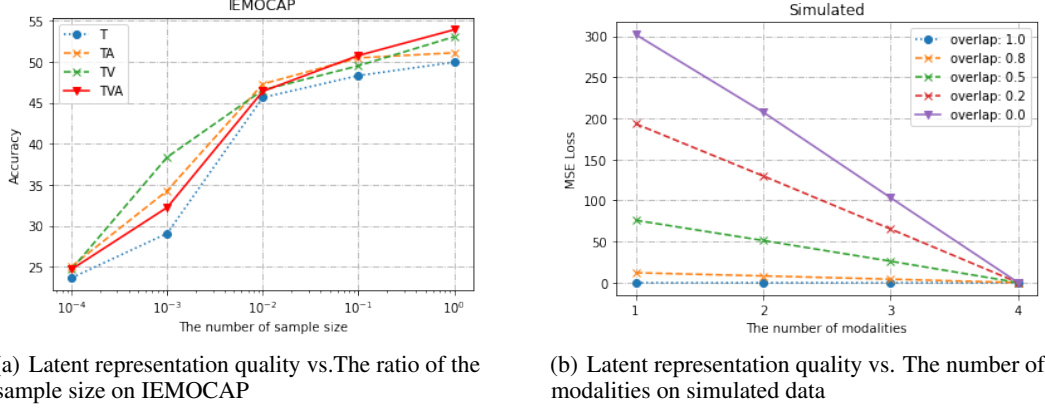 IEMOCAP
55
50
45
40
35
30
25
Accuracy
T
TA
TV
TVA
10⁻⁴
10⁻³
10⁻²
10⁻¹
10⁰
The number of sample size
Simulated
300
250
200
150
100
50
0
MSE Loss
overlap: 1.0
overlap: 0.8
overlap: 0.5
overlap: 0.2
overlap: 0.0
1
2
3
4
The number of modalities
a) Latent representation quality vs.The ratio of the
sample size on IEMOCAP
(b) Latent representation quality vs. The number of
modalities on simulated data